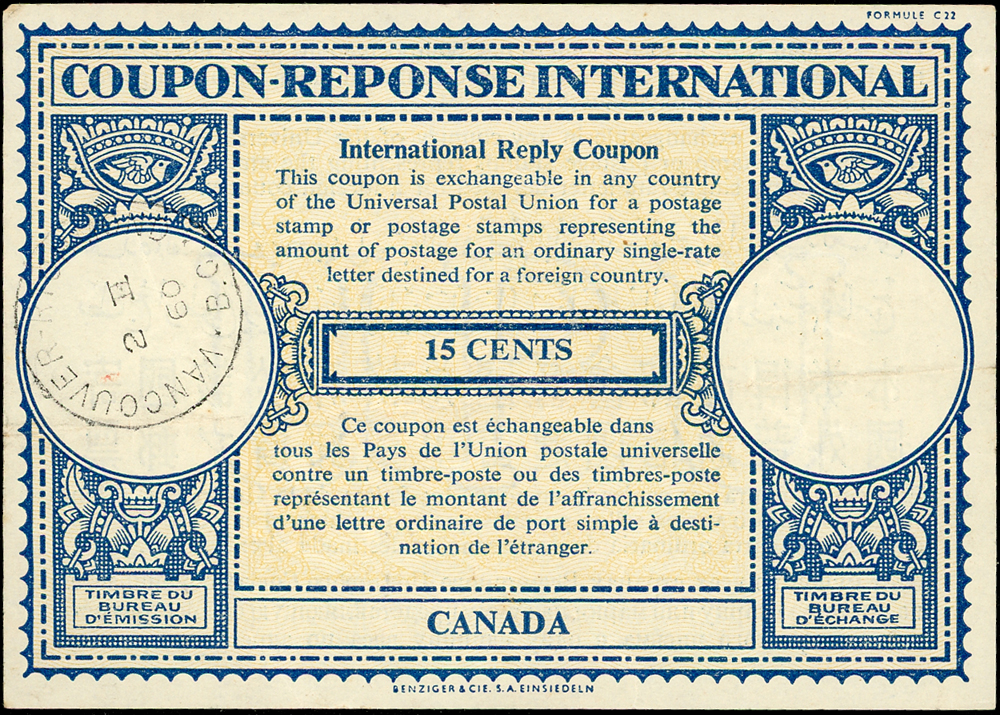 FORMULE C 22
COUPON-REPONSE INTERNATIONAL
International Reply Coupon
This coupon is exchangeable in any country
of the Universal Postal Union for a postage
stamp or postage stamps representing the
amount of postage for an ordinary single-rate
letter destined for a foreign country.
VANCOUVER
B C
2 II
60
15 CENTS
Ce coupon est échangeable dans
tous les Pays de l'Union postale universelle
contre un timbre-poste ou des timbres-poste
représentant le montant de l'affranchissement
d'une lettre ordinaire de port simple à desti-
nation de l'étranger.
TIMBRE DU
BUREAU
D'ÉMISSION
CANADA
TIMBRE DU
BUREAU
D'ÉCHANGE
BENZIGER & CIE. S.A. EINSIEDELN